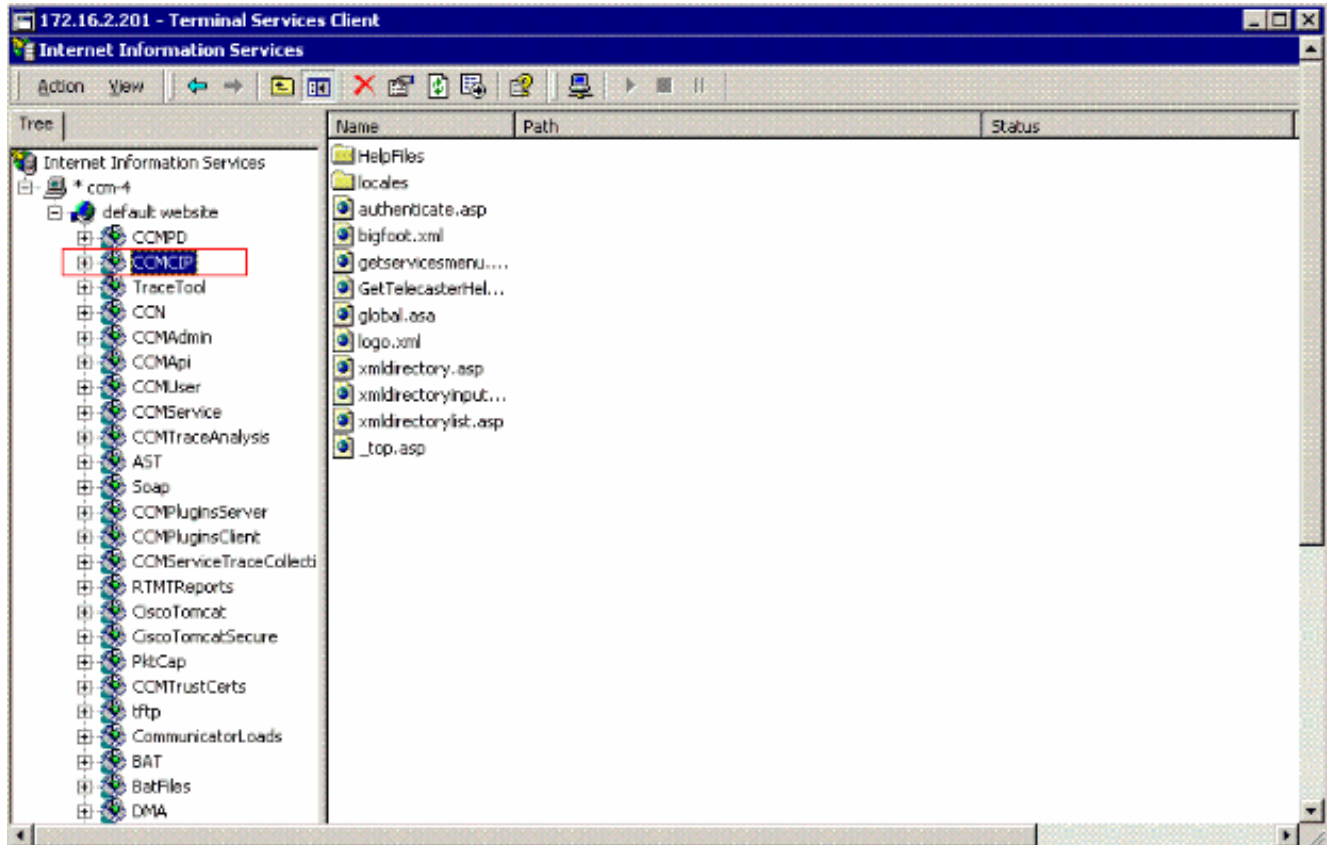 172.16.2.201 - Terminal Services Client
Internet Information Services
Action View
Tree
Name Path Status
Internet Information Services
* ccm-4
default website
CCMPD
CCMCIP
TraceTool
CCN
CCMAdmin
CCMApi
CCMUser
CCMService
CCMTraceAnalysis
AST
Soap
CCMPluginsServer
CCMPluginsClient
CCMServiceTraceCollecti
RTMTReports
CiscoTomcat
CiscoTomcatSecure
PktCap
CCMTrustCerts
tftp
CommunicatorLoads
BAT
BatFiles
DMA
HelpFiles
locales
authenticate.asp
bigfoot.xml
getservicesmenu....
GetTelecasterHel...
global.asa
logo.xml
xmldirectory.asp
xmldirectoryinput...
xmldirectorylist.asp
_top.asp